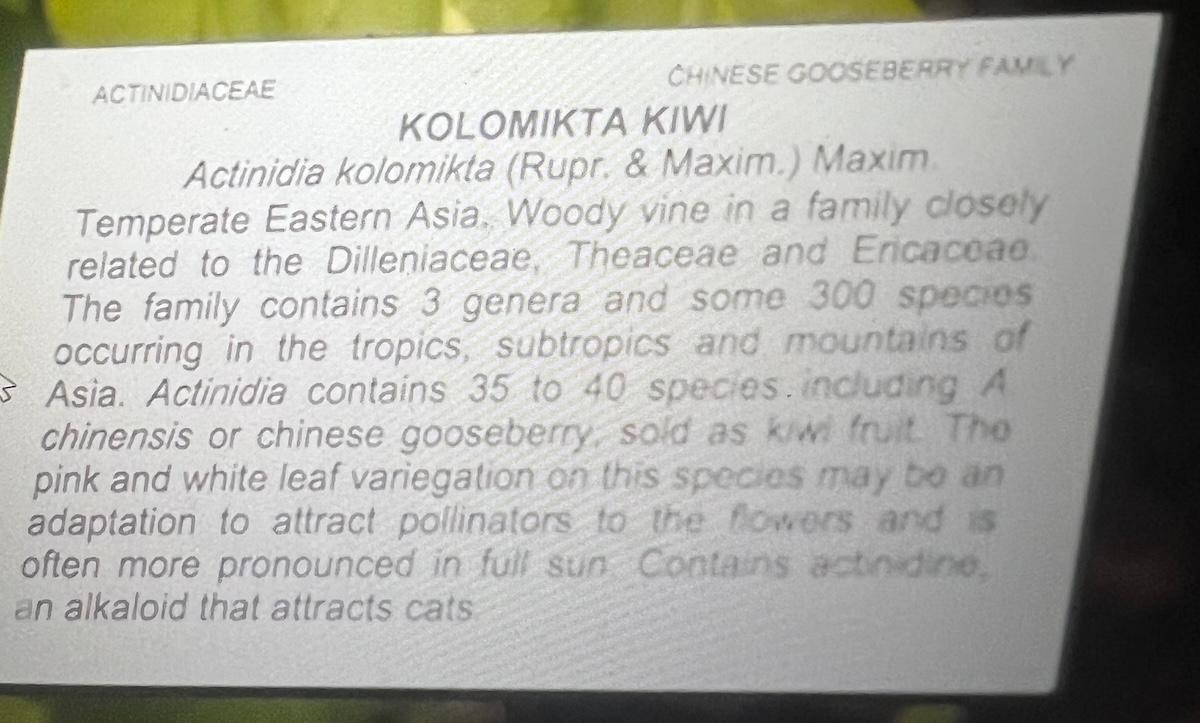 ACTINIDIACEAE CHINESE GOOSEBERRY FAMILY
KOLOMIKTA KIWI
Actinidia kolomikta (Rupr. & Maxim.) Maxim.
Temperate Eastern Asia. Woody vine in a family closely
related to the Dilleniaceae, Theaceae and Ericaceae.
The family contains 3 genera and some 300 species
occurring in the tropics, subtropics and mountains of
Asia. Actinidia contains 35 to 40 species. including A
chinensis or chinese gooseberry, sold as kiwi fruit. The
pink and white leaf variegation on this species may be an
adaptation to attract pollinators to the flowers and is
often more pronounced in full sun. Contains actinidine,
an alkaloid that attracts cats.